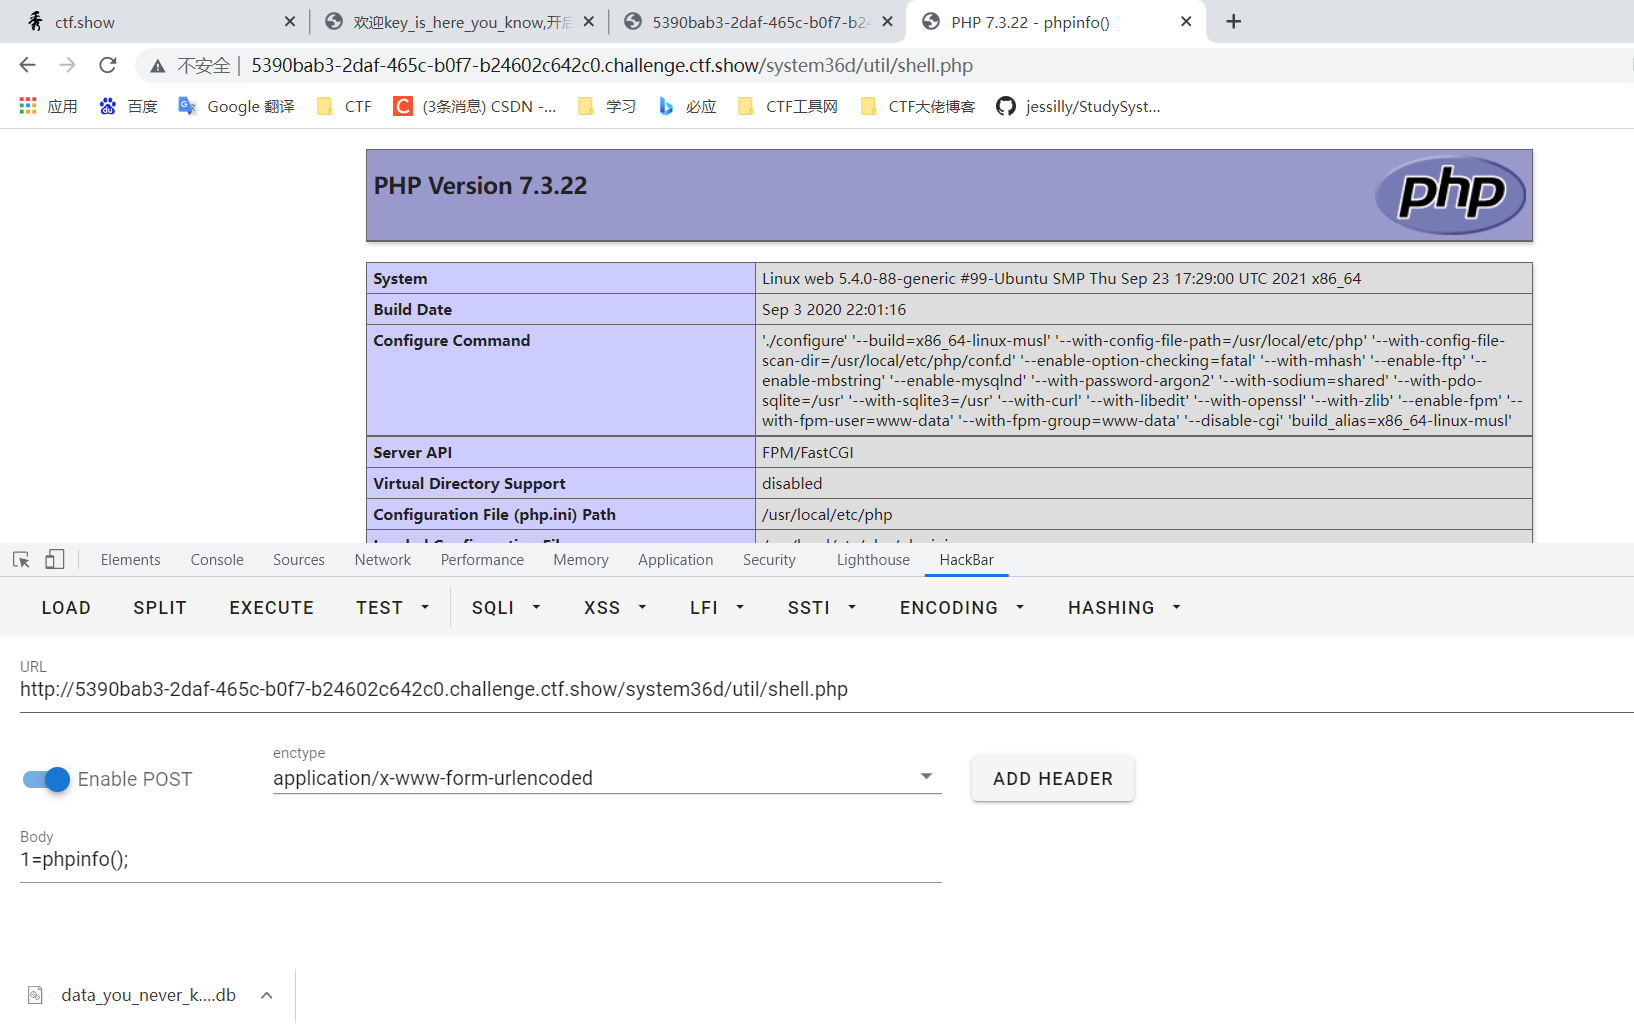 ctf.show
欢迎key_is_here_you_know,开启
5390bab3-2daf-465c-b0f7-b24
PHP 7.3.22 - phpinfo()
不安全 | 5390bab3-2daf-465c-b0f7-b24602c642c0.challenge.ctf.show/system36d/util/shell.php
应用
百度
Google 翻译
CTF
(3条消息) CSDN -...
学习
必应
CTF工具网
CTF大佬博客
jessilly/StudySyst...
PHP Version 7.3.22
php
System
Linux web 5.4.0-88-generic #99-Ubuntu SMP Thu Sep 23 17:29:00 UTC 2021 x86_64
Build Date
Sep 3 2020 22:01:16
Configure Command
'./configure' '--build=x86_64-linux-musl' '--with-config-file-path=/usr/local/etc/php' '--with-config-file-
scan-dir=/usr/local/etc/php/conf.d' '--enable-option-checking=fatal' '--with-mhash' '--enable-ftp' '--
enable-mbstring' '--enable-mysqlnd' '--with-password-argon2' '--with-sodium=shared' '--with-pdo-
sqlite=/usr' '--with-sqlite3=/usr' '--with-curl' '--with-libedit' '--with-openssl' '--with-zlib' '--enable-fpm' '--
with-fpm-user=www-data' '--with-fpm-group=www-data' '--disable-cgi' 'build_alias=x86_64-linux-musl'
Server API
FPM/FastCGI
Virtual Directory Support
disabled
Configuration File (php.ini) Path
/usr/local/etc/php
Elements
Console
Sources
Network
Performance
Memory
Application
Security
Lighthouse
HackBar
LOAD
SPLIT
EXECUTE
TEST
SQLI
XSS
LFI
SSTI
ENCODING
HASHING
URL
http://5390bab3-2daf-465c-b0f7-b24602c642c0.challenge.ctf.show/system36d/util/shell.php
Enable POST
enctype
application/x-www-form-urlencoded
ADD HEADER
Body
1=phpinfo();
data_you_never_k....db